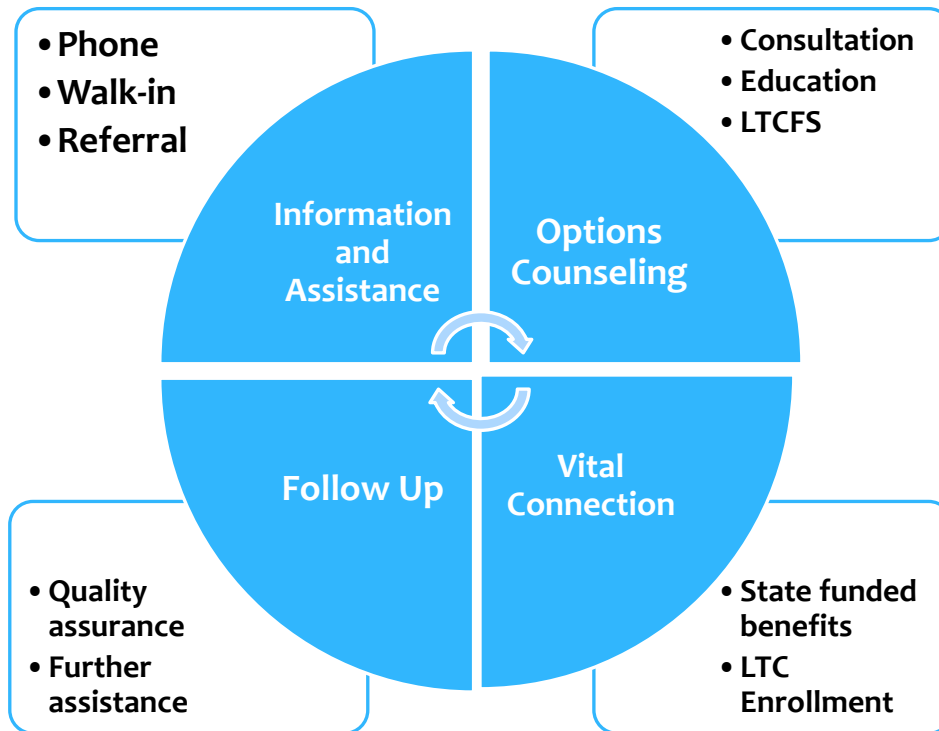 • Phone
• Walk-in
• Referral
• Consultation
• Education
• LTCFS
Information
and
Assistance
Options
Counseling
Follow Up
Vital
Connection
• Quality
assurance
• Further
assistance
• State funded
benefits
• LTC
Enrollment